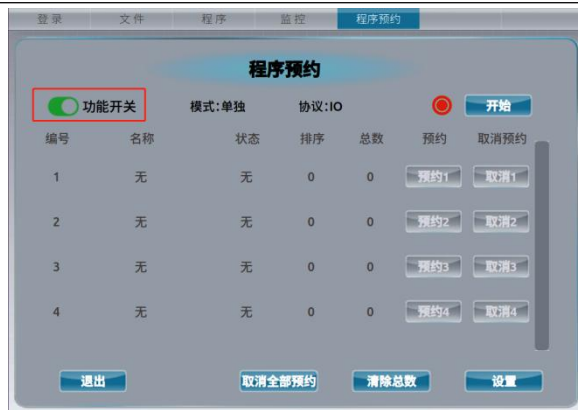 登录 文件 程序 监控 程序预约
程序预约
功能开关 模式:单独 协议:IO 开始
编号 名称 状态 排序 总数 预约 取消预约
1 无 无 0 0 预约1 取消1
2 无 无 0 0 预约2 取消2
3 无 无 0 0 预约3 取消3
4 无 无 0 0 预约4 取消4
退出 取消全部预约 清除总数 设置